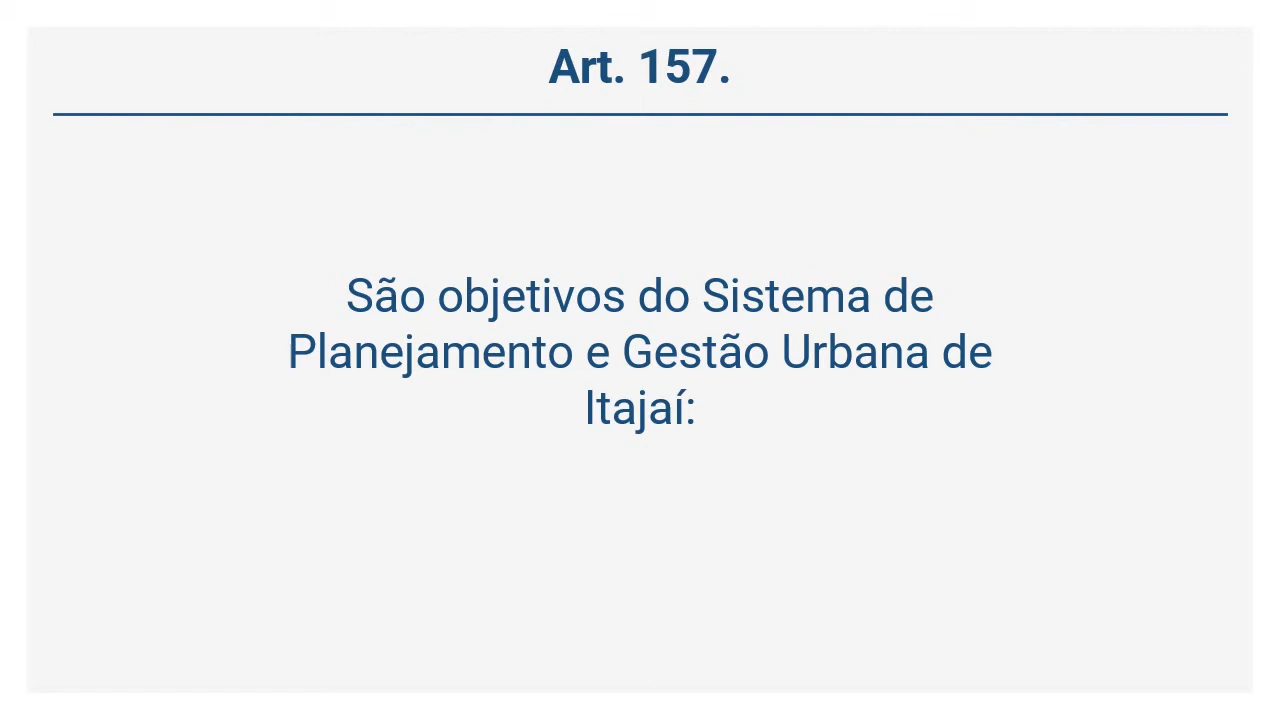 Art. 157.
São objetivos do Sistema de
Planejamento e Gestão Urbana de
Itajaí: